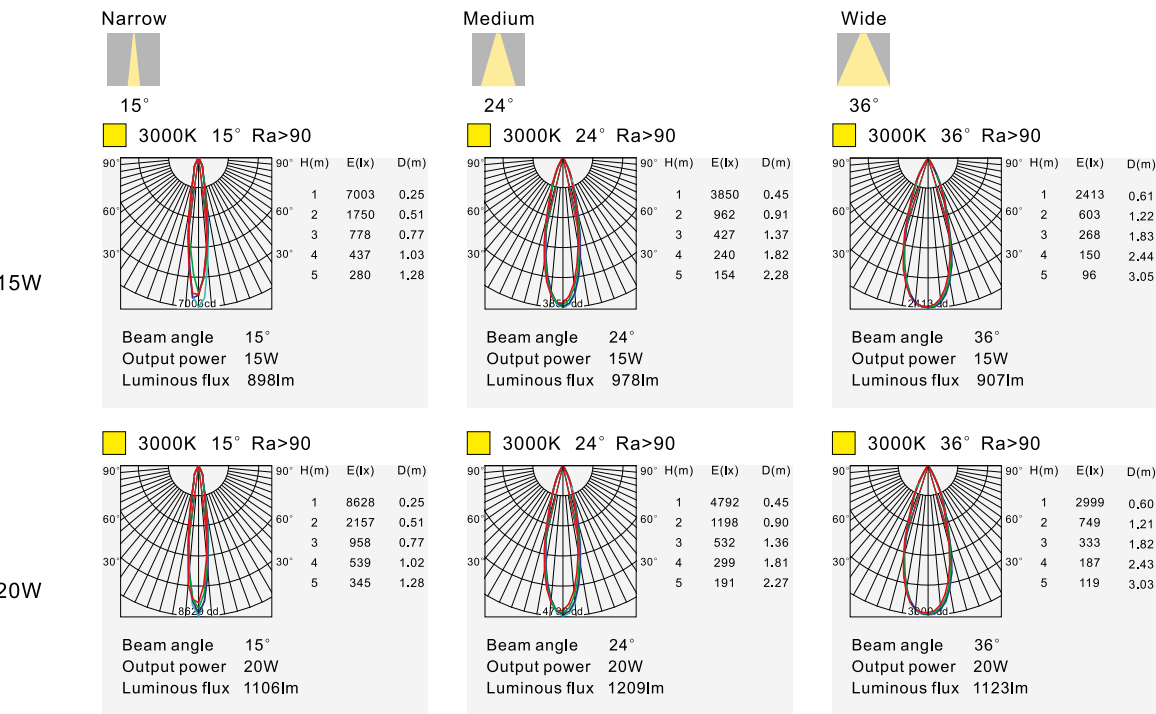 Narrow
15°
Medium
24°
Wide
36°
15W
3000K 15° Ra>90
90° 90° H(m) E(lx) D(m)
1 7003 0.25
60° 60° 2 1750 0.51
3 778 0.77
30° 30° 4 437 1.03
5 280 1.28
7003cd
Beam angle 15°
Output power 15W
Luminous flux 898lm
3000K 24° Ra>90
90° 90° H(m) E(lx) D(m)
1 3850 0.45
60° 60° 2 962 0.91
3 427 1.37
30° 30° 4 240 1.82
5 154 2.28
3850 cd
Beam angle 24°
Output power 15W
Luminous flux 978lm
3000K 36° Ra>90
90° 90° H(m) E(lx) D(m)
1 2413 0.61
60° 60° 2 603 1.22
3 268 1.83
30° 30° 4 150 2.44
5 96 3.05
2413 cd
Beam angle 36°
Output power 15W
Luminous flux 907lm
20W
3000K 15° Ra>90
90° 90° H(m) E(lx) D(m)
1 8628 0.25
60° 60° 2 2157 0.51
3 958 0.77
30° 30° 4 539 1.02
5 345 1.28
cd
Beam angle 15°
Output power 20W
Luminous flux 1106lm
3000K 24° Ra>90
90° 90° H(m) E(lx) D(m)
1 4792 0.45
60° 60° 2 1198 0.90
3 532 1.36
30° 30° 4 299 1.81
5 191 2.27
4792 cd
Beam angle 24°
Output power 20W
Luminous flux 1209lm
3000K 36° Ra>90
90° 90° H(m) E(lx) D(m)
1 2999 0.60
60° 60° 2 749 1.21
3 333 1.82
30° 30° 4 187 2.43
5 119 3.03
3000 cd
Beam angle 36°
Output power 20W
Luminous flux 1123lm